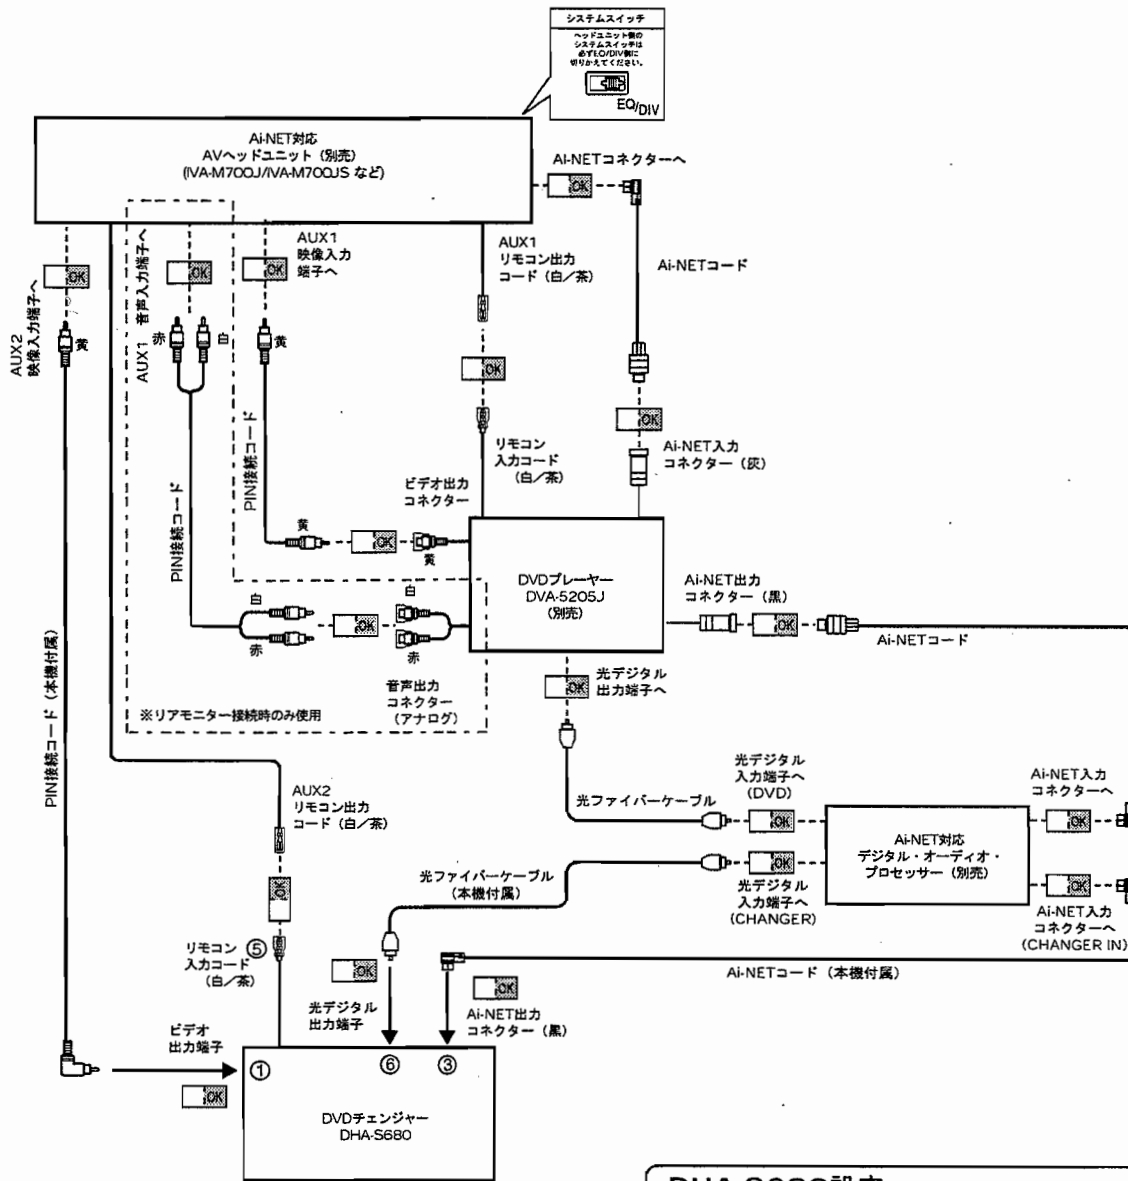 システムスイッチ
ヘッドユニット側の
システムスイッチは
必ずEQ/DIV側に
切りかえてください。
EQ/DIV
Ai-NET対応
AVヘッドユニット（別売）
(IVA-M700J/IVA-M700JS など)
Ai-NETコネクターへ
OK
AUX2
映像入力端子へ
OK
黄
AUX1 音声入力端子へ
OK
赤
白
AUX1
映像入力
端子へ
OK
黄
AUX1
リモコン出力
コード（白／茶）
OK
Ai-NETコード
OK
リモコン
入力コード
（白／茶）
Ai-NET入力
コネクター（灰）
ビデオ出力
コネクター
PIN接続コード
PIN接続コード
黄
OK
黄
DVDプレーヤー
DVA-5205J
（別売）
Ai-NET出力
コネクター（黒）
OK
Ai-NETコード
白
赤
OK
白
赤
音声出力
コネクター
（アナログ）
※リアモニター接続時のみ使用
OK
光デジタル
出力端子へ
PIN接続コード（本機付属）
光ファイバーケーブル
光デジタル
入力端子へ
(DVD)
OK
Ai-NET対応
デジタル・オーディオ・
プロセッサー（別売）
Ai-NET入力
コネクターへ
OK
AUX2
リモコン出力
コード（白／茶）
光ファイバーケーブル
（本機付属）
OK
光デジタル
入力端子へ
(CHANGER)
OK
Ai-NET入力
コネクターへ
(CHANGER IN)
OK
リモコン ⑤
入力コード
（白／茶）
OK
光デジタル
出力端子
OK
Ai-NET出力
コネクター（黒）
Ai-NETコード（本機付属）
ビデオ
出力端子
OK
①
⑥
③
DVDチェンジャー
DHA-S680
DHA-S680設定